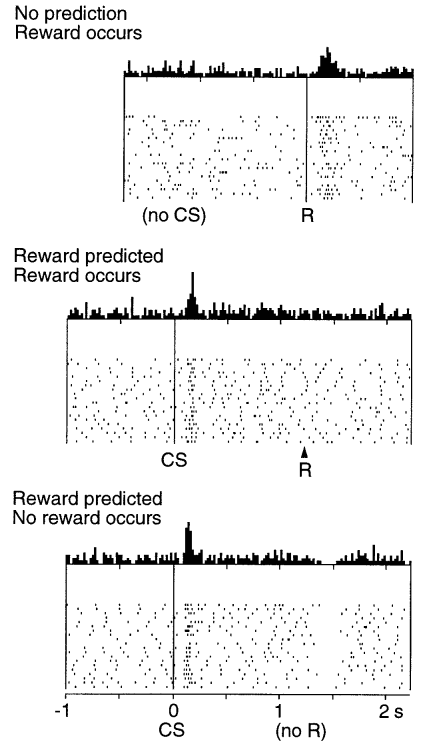 No prediction
Reward occurs
(no CS) R
Reward predicted
Reward occurs
CS R
Reward predicted
No reward occurs
-1 0 1 2 s
CS (no R)